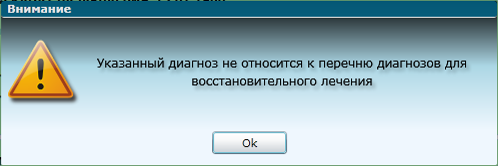 Внимание
Указанный диагноз не относится к перечню диагнозов для
восстановительного лечения
Ok